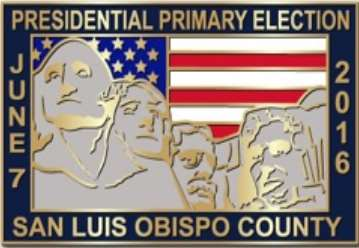 PRESIDENTIAL PRIMARY ELECTION
JUNE 7
2016
SAN LUIS OBISPO COUNTY